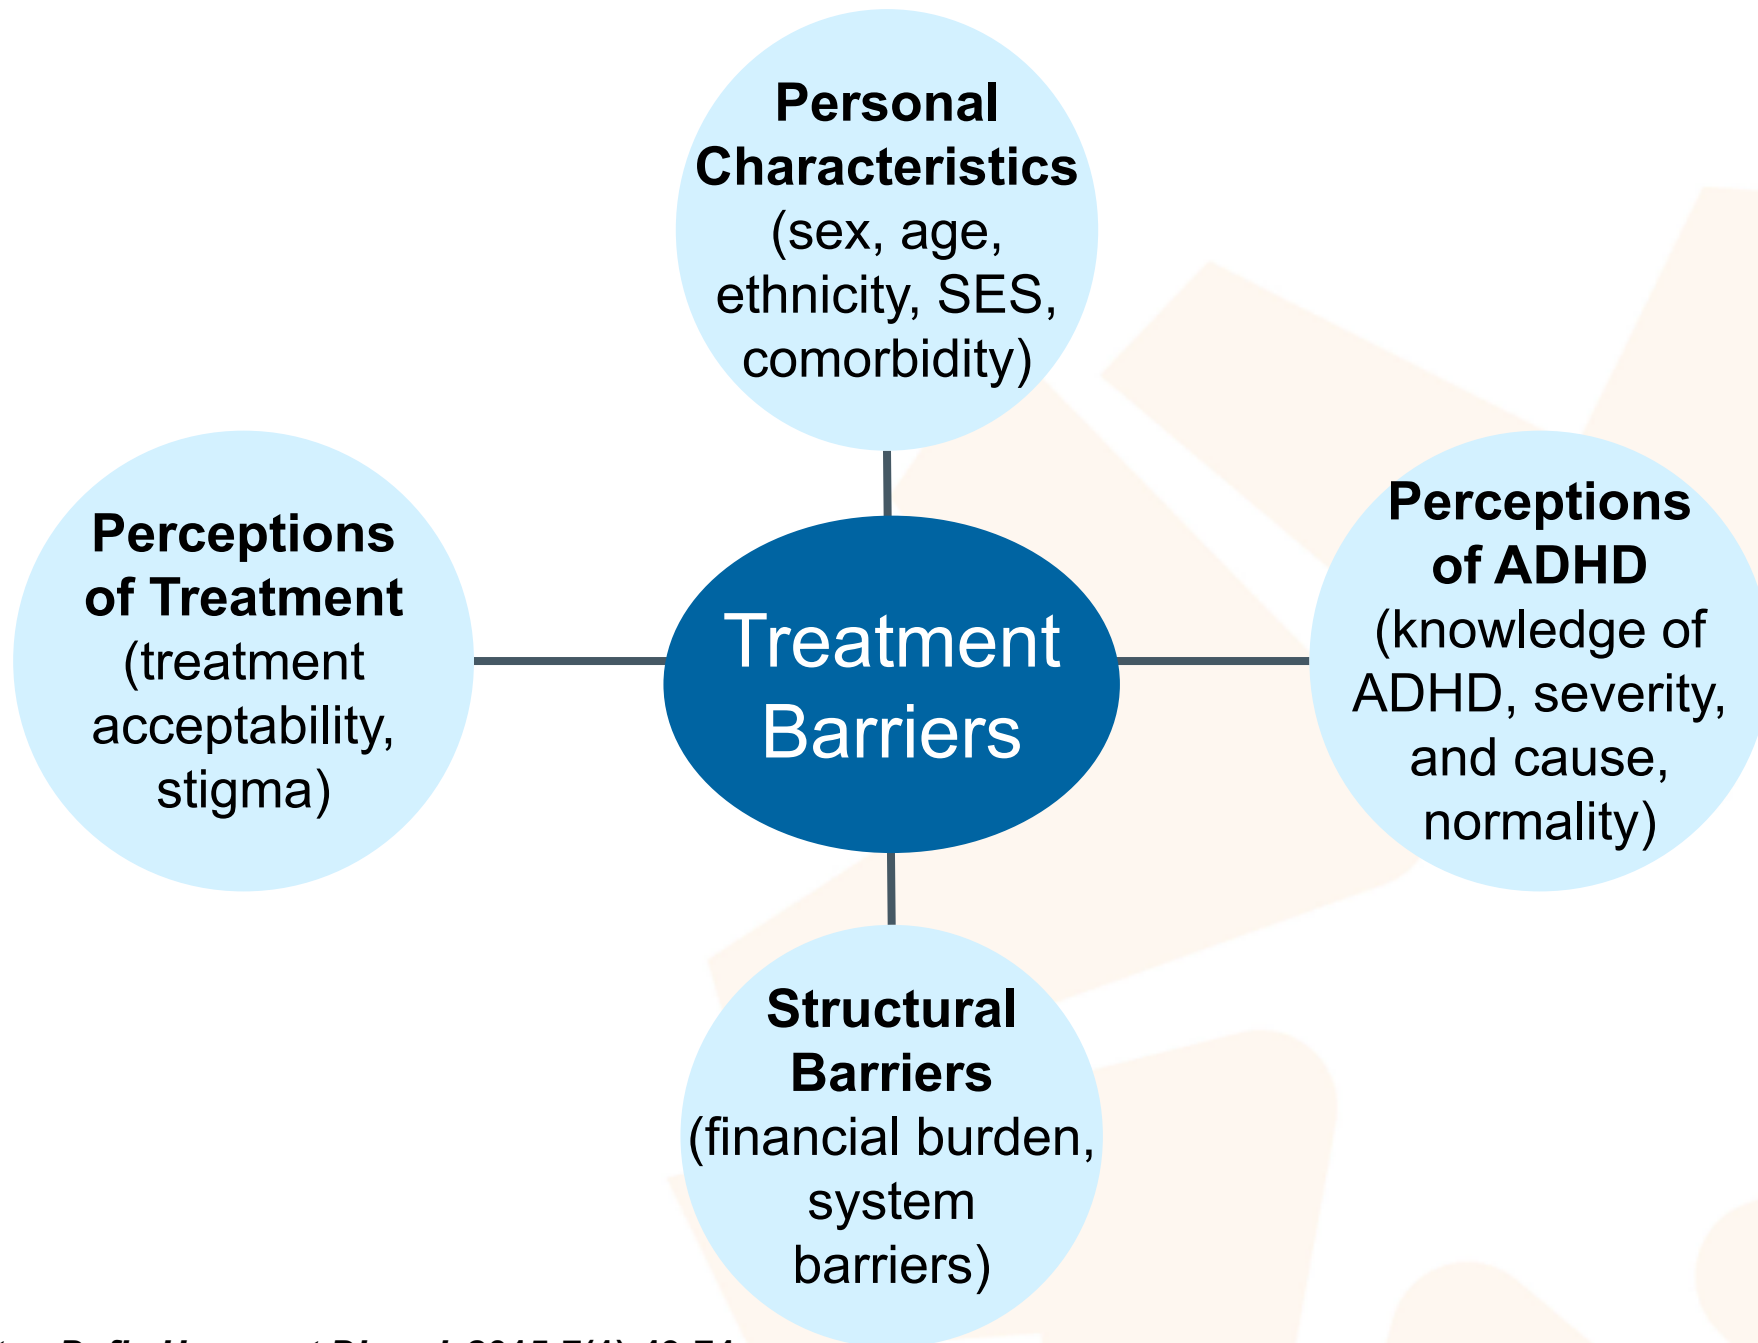 Personal
Characteristics
(sex, age,
ethnicity, SES,
comorbidity)
Perceptions
of Treatment
(treatment
acceptability,
stigma)
Treatment
Barriers
Perceptions
of ADHD
(knowledge of
ADHD, severity,
and cause,
normality)
Structural
Barriers
(financial burden,
system
barriers)